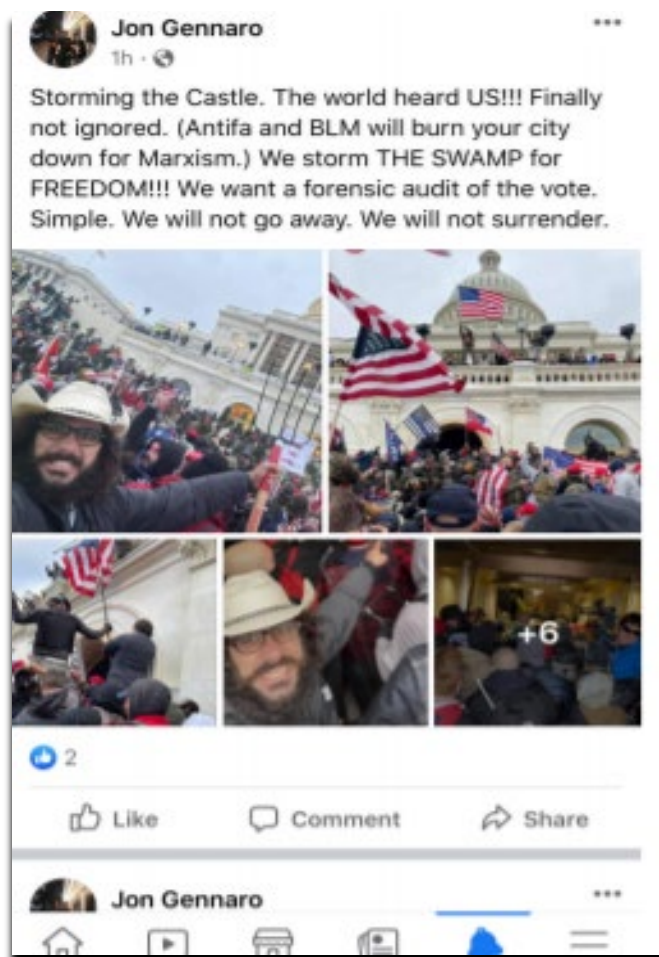 Jon Gennaro
1h ·
Storming the Castle. The world heard US!!! Finally
not ignored. (Antifa and BLM will burn your city
down for Marxism.) We storm THE SWAMP for
FREEDOM!!! We want a forensic audit of the vote.
Simple. We will not go away. We will not surrender.
+6
2
Like
Comment
Share
Jon Gennaro